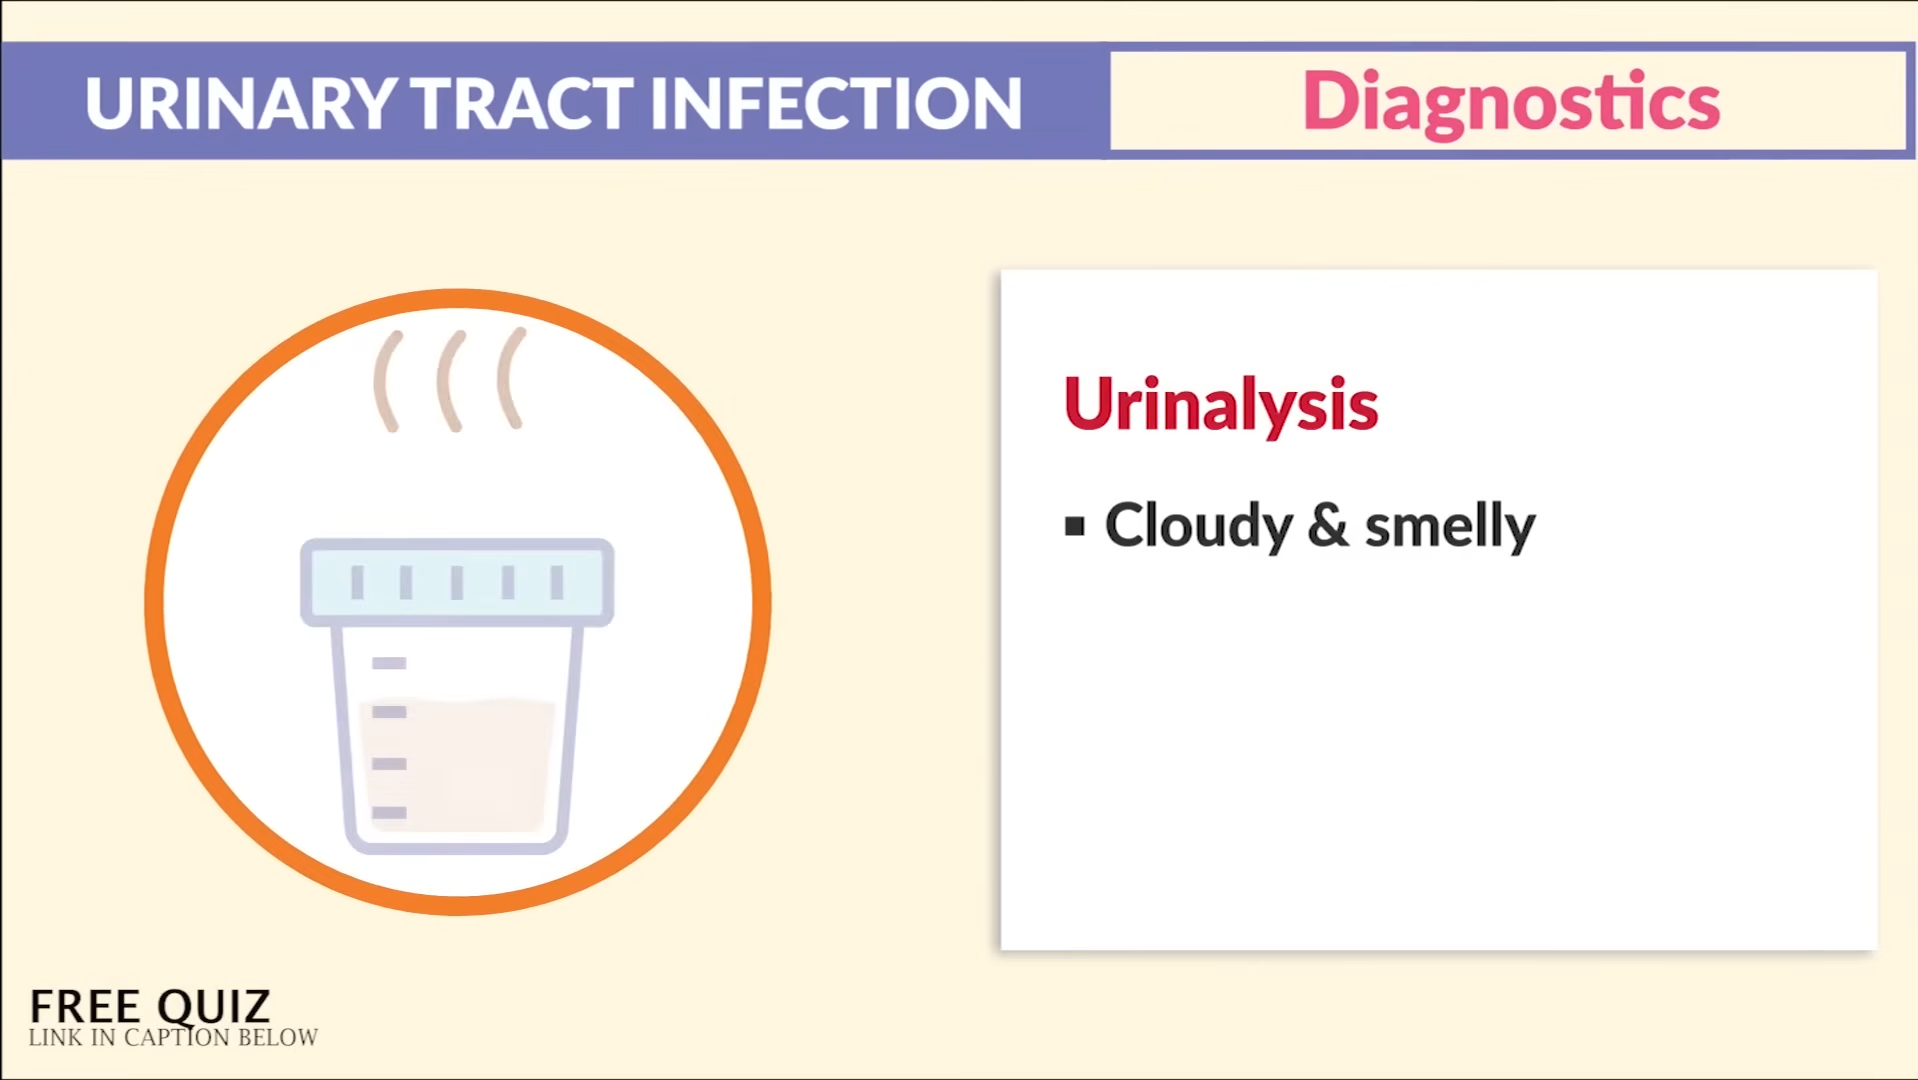 URINARY TRACT INFECTION
Diagnostics
Urinalysis
▪ Cloudy & smelly
FREE QUIZ
LINK IN CAPTION BELOW